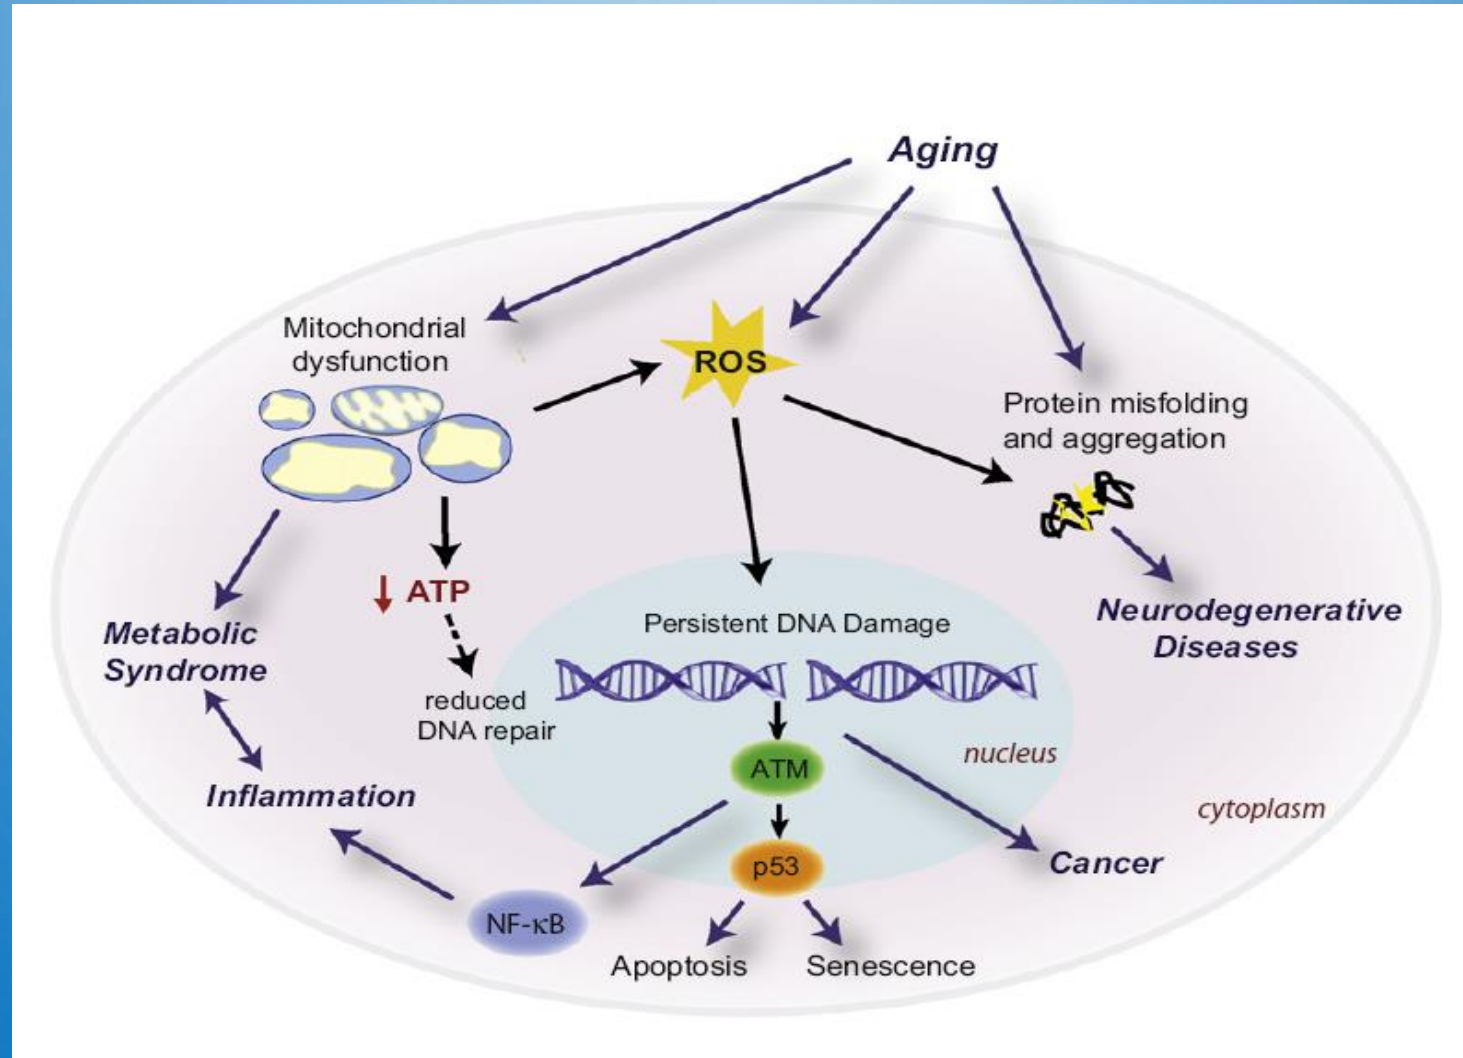 Aging
Mitochondrial
dysfunction
ROS
Protein misfolding
and aggregation
ATP
Neurodegenerative
Diseases
Metabolic
Syndrome
Persistent DNA Damage
reduced
DNA repair
nucleus
ATM
Inflammation
cytoplasm
p53
Cancer
NF-κB
Apoptosis
Senescence